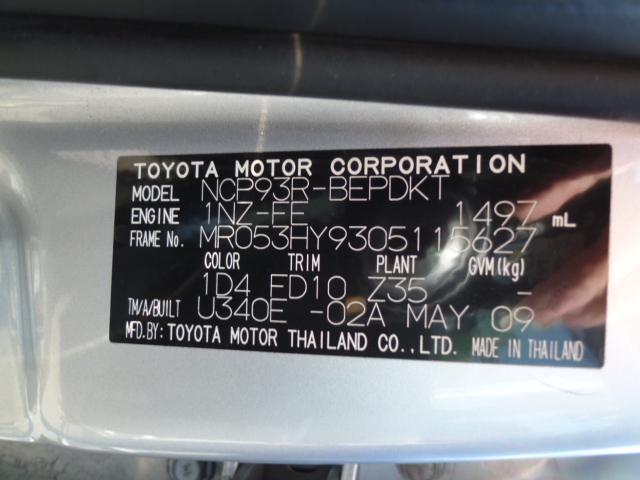 TOYOTA MOTOR CORPORATION
MODEL NCP93R-BEPDKT
ENGINE 1NZ-FE 1497 mL
FRAME No. MR053HY9305115627
COLOR TRIM PLANT GVM(kg)
1D4 FD10 Z35 -
TM/A/BUILT U340E -02A MAY 09
MFD.BY: TOYOTA MOTOR THAILAND CO., LTD. MADE IN THAILAND